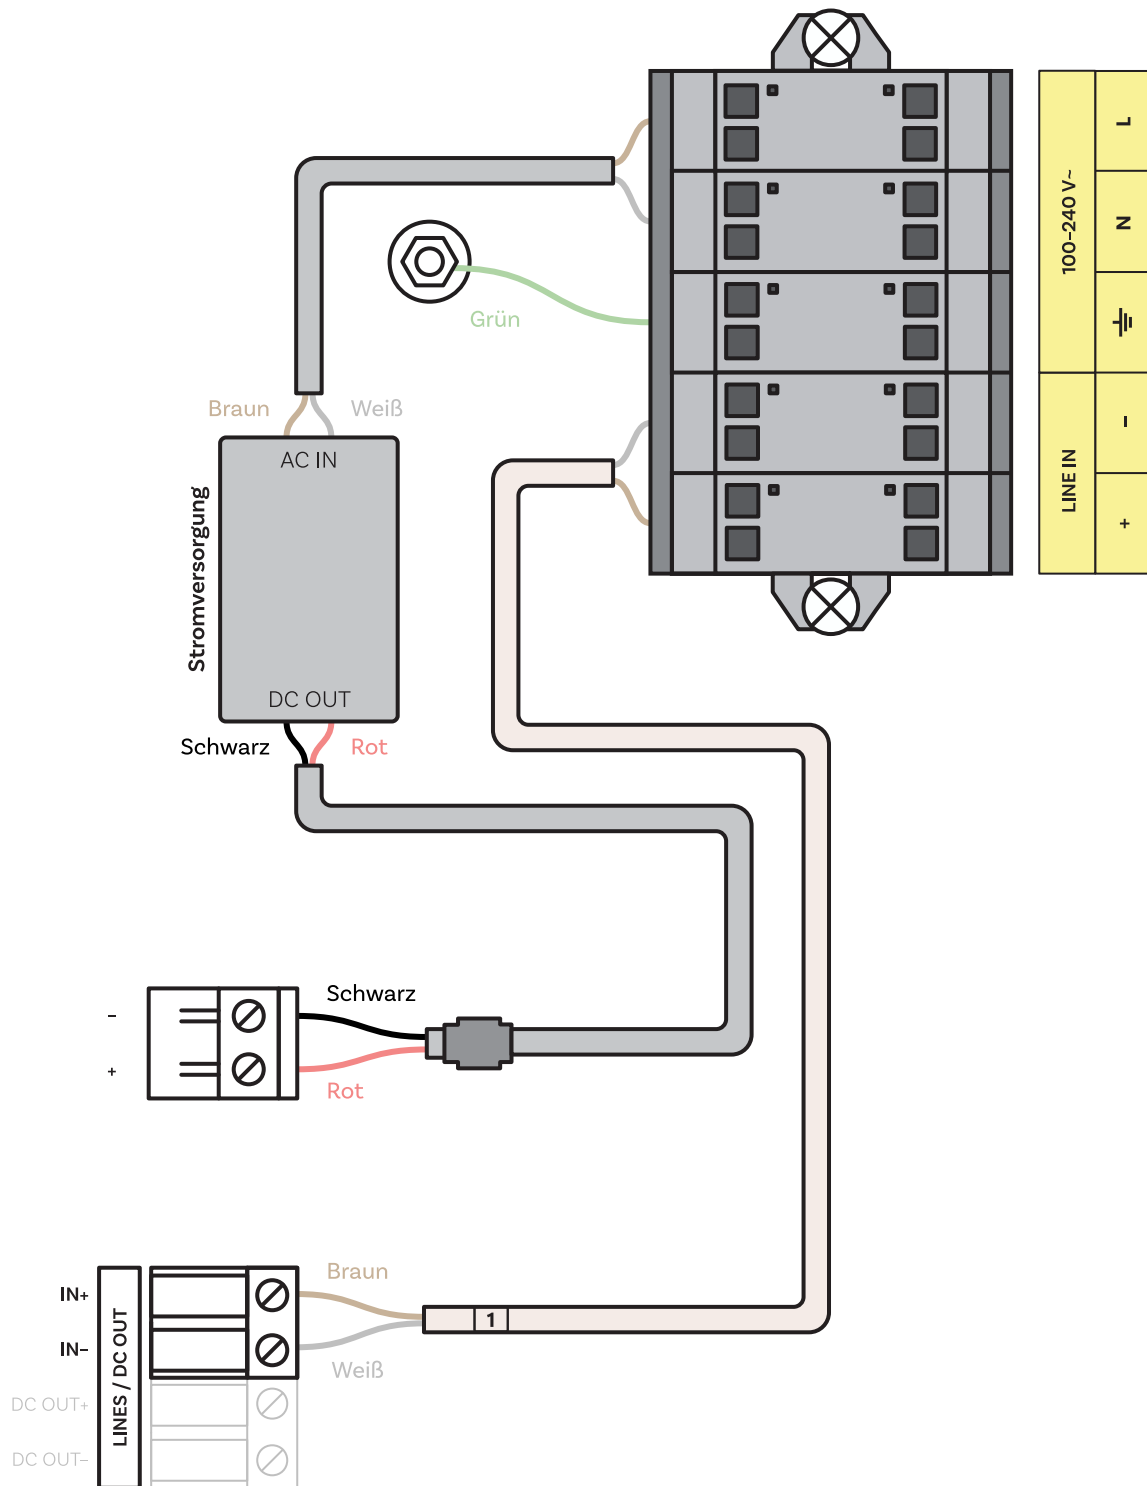 L
N
100-240 V~
Grün
Braun
Weiß
AC IN
-
LINE IN
+
Stromversorgung
DC OUT
Schwarz
Rot
Schwarz
-
+
Rot
Braun
IN+
1
IN-
LINES / DC OUT
Weiß
DC OUT+
DC OUT-